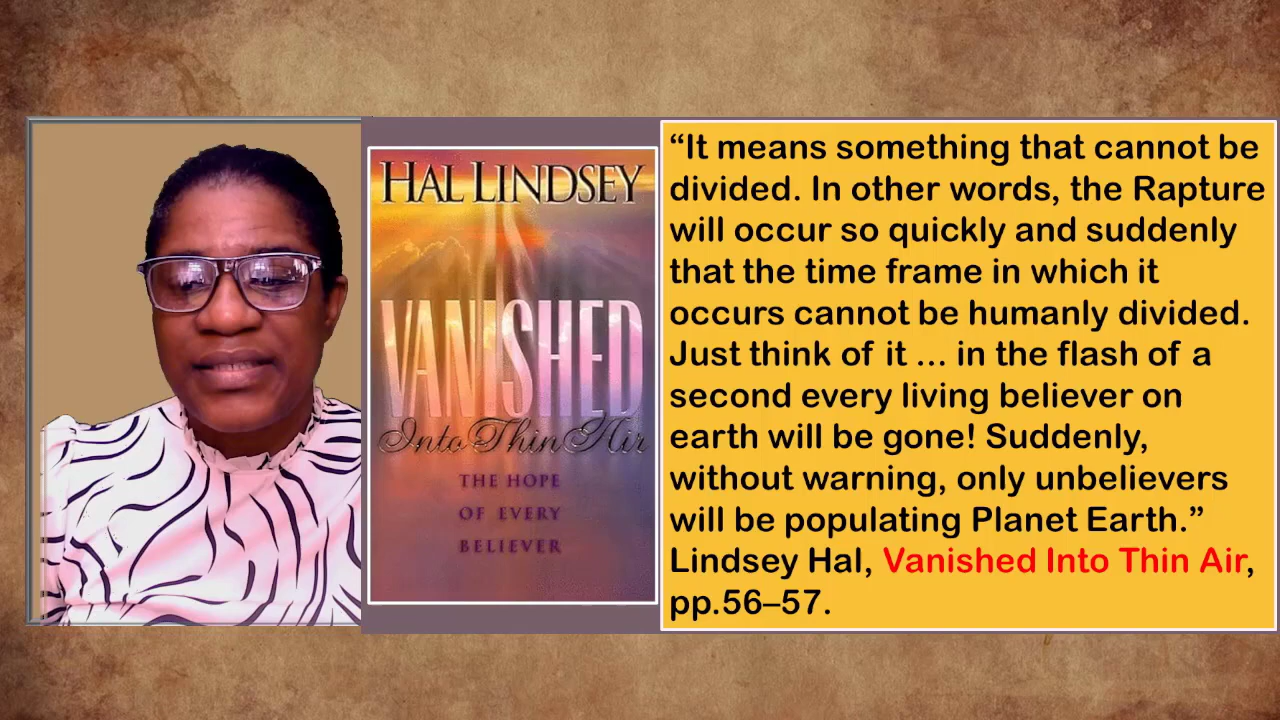 HAL LINDSEY
VANISHED
Into Thin Air
THE HOPE
OF EVERY
BELIEVER
“It means something that cannot be
divided. In other words, the Rapture
will occur so quickly and suddenly
that the time frame in which it
occurs cannot be humanly divided.
Just think of it ... in the flash of a
second every living believer on
earth will be gone! Suddenly,
without warning, only unbelievers
will be populating Planet Earth.”
Lindsey Hal, Vanished Into Thin Air,
pp.56–57.